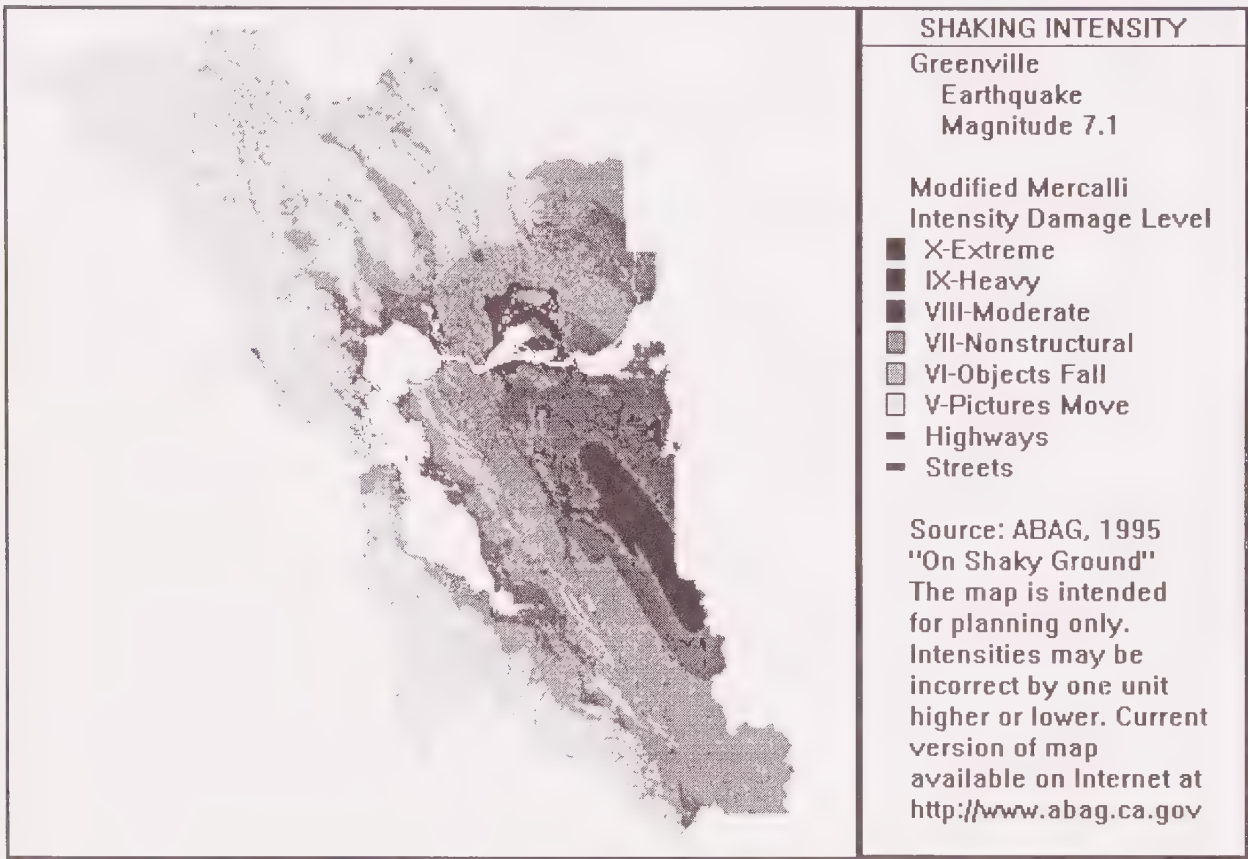 SHAKING INTENSITY
Greenville
Earthquake
Magnitude 7.1
Modified Mercalli
Intensity Damage Level
X-Extreme
IX-Heavy
VIII-Moderate
VII-Nonstructural
VI-Objects Fall
V-Pictures Move
Highways
Streets
Source: ABAG, 1995
"On Shaky Ground"
The map is intended
for planning only.
Intensities may be
incorrect by one unit
higher or lower. Current
version of map
available on Internet at
http://www.abag.ca.gov